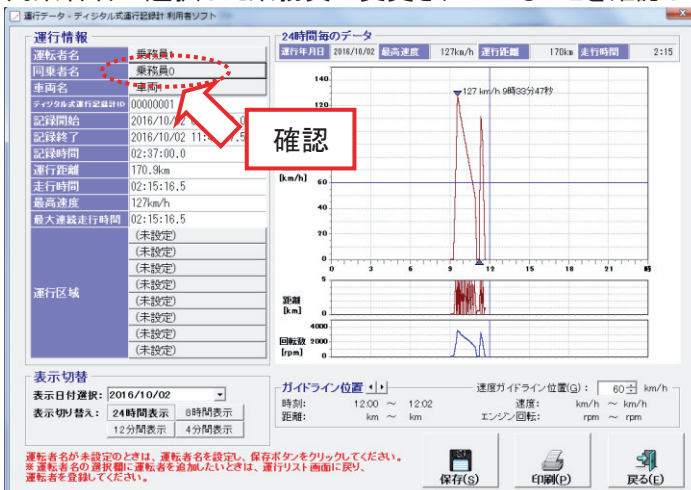 運行データ - ディジタル式運行記録計 利用者ソフト
運行情報
運転者名 乗務員1
同乗者名 乗務員0
車両名 車両1
ディジタル式運行記録計ID 00000001
記録開始 2016/10/02
記録終了 2016/10/02 11:4
記録時間 02:37:00.0
運行距離 170.9km
走行時間 02:15:16.5
最高速度 127km/h
最大連続走行時間 02:15:16.5
運行区域
(未設定)
(未設定)
(未設定)
(未設定)
(未設定)
(未設定)
(未設定)
(未設定)
確認
24時間毎のデータ
運行年月日 2016/10/02 最高速度 127km/h 運行距離 170km 走行時間 2:15
127 km/h 9時33分47秒
140
120
[km/h]
60
40
20
0
0 3 6 9 12 15 18 21 時
5
距離
[km]
0
4000
回転数 2000
[rpm] 0
表示切替
表示日付選択: 2016/10/02
表示切り替え: 24時間表示 8時間表示
12分間表示 4分間表示
ガイドライン位置
速度ガイドライン位置(G): 60 km/h
時刻: 12:00 ～ 12:02 速度: km/h ～ km/h
距離: km ～ km エンジン回転: rpm ～ rpm
運転者名が未設定のときは、運転者名を設定し、保存ボタンをクリックしてください。
※ 運転者名の選択欄に運転者を追加したいときは、運行リスト画面に戻り、
運転者を登録してください。
保存(S) 印刷(P) 戻る(E)